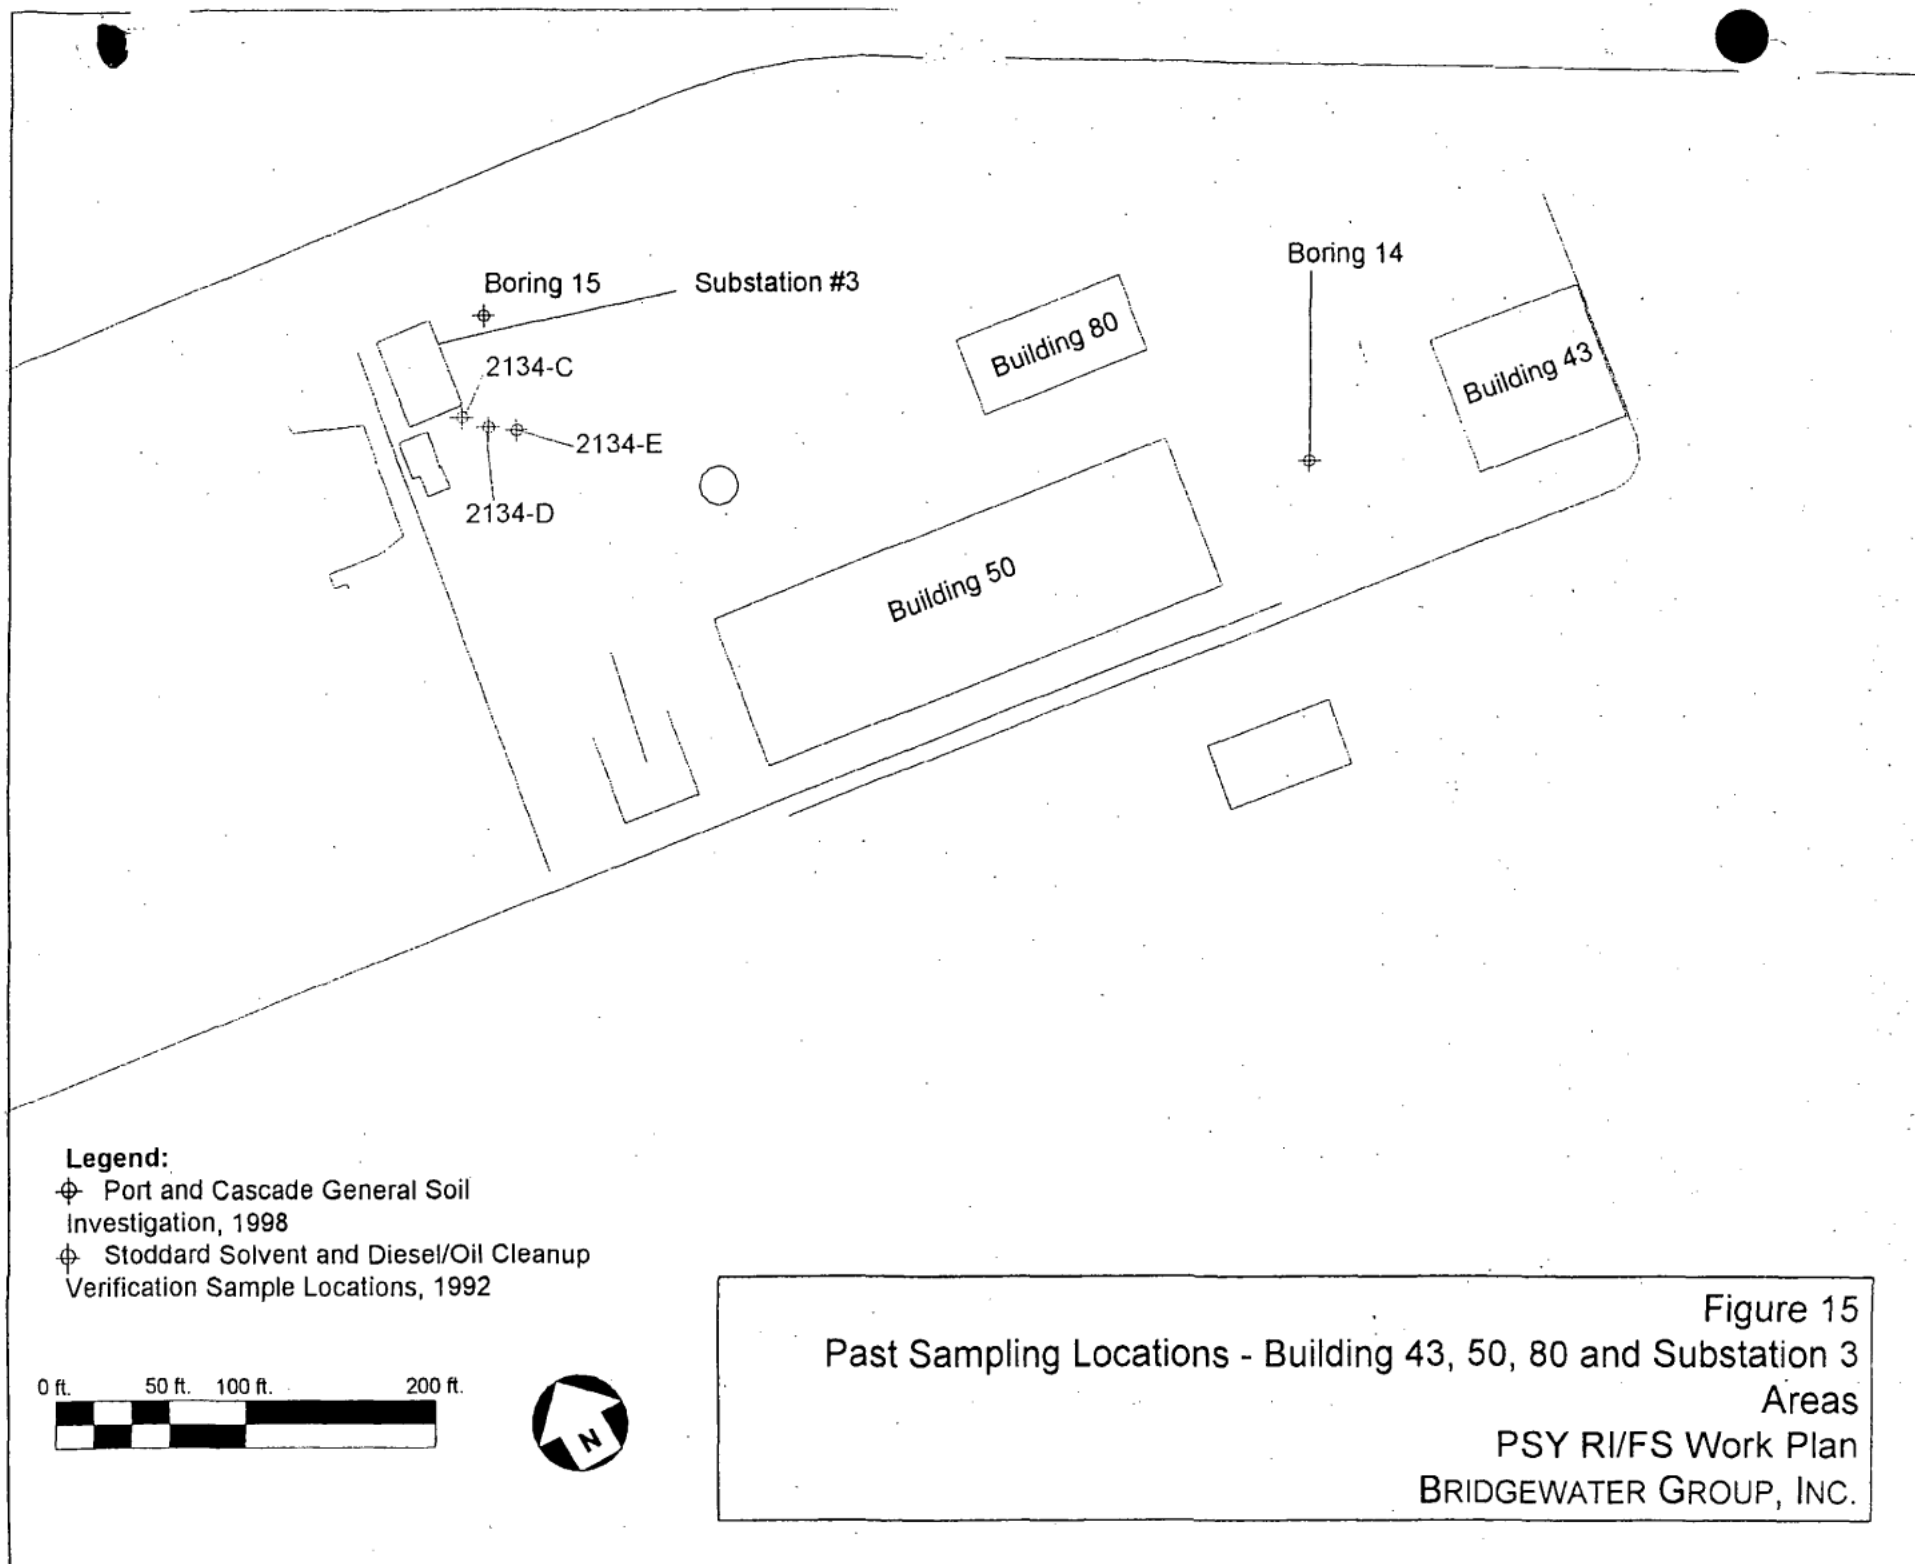 Boring 14
Boring 15
Substation #3
Building 80
Building 43
2134-C
2134-E
2134-D
Building 50
Legend:
Port and Cascade General Soil
Investigation, 1998
Stoddard Solvent and Diesel/Oil Cleanup
Verification Sample Locations, 1992
0 ft. 50 ft. 100 ft. 200 ft.
N
Figure 15
Past Sampling Locations - Building 43, 50, 80 and Substation 3
Areas
PSY RI/FS Work Plan
BRIDGEWATER GROUP, INC.